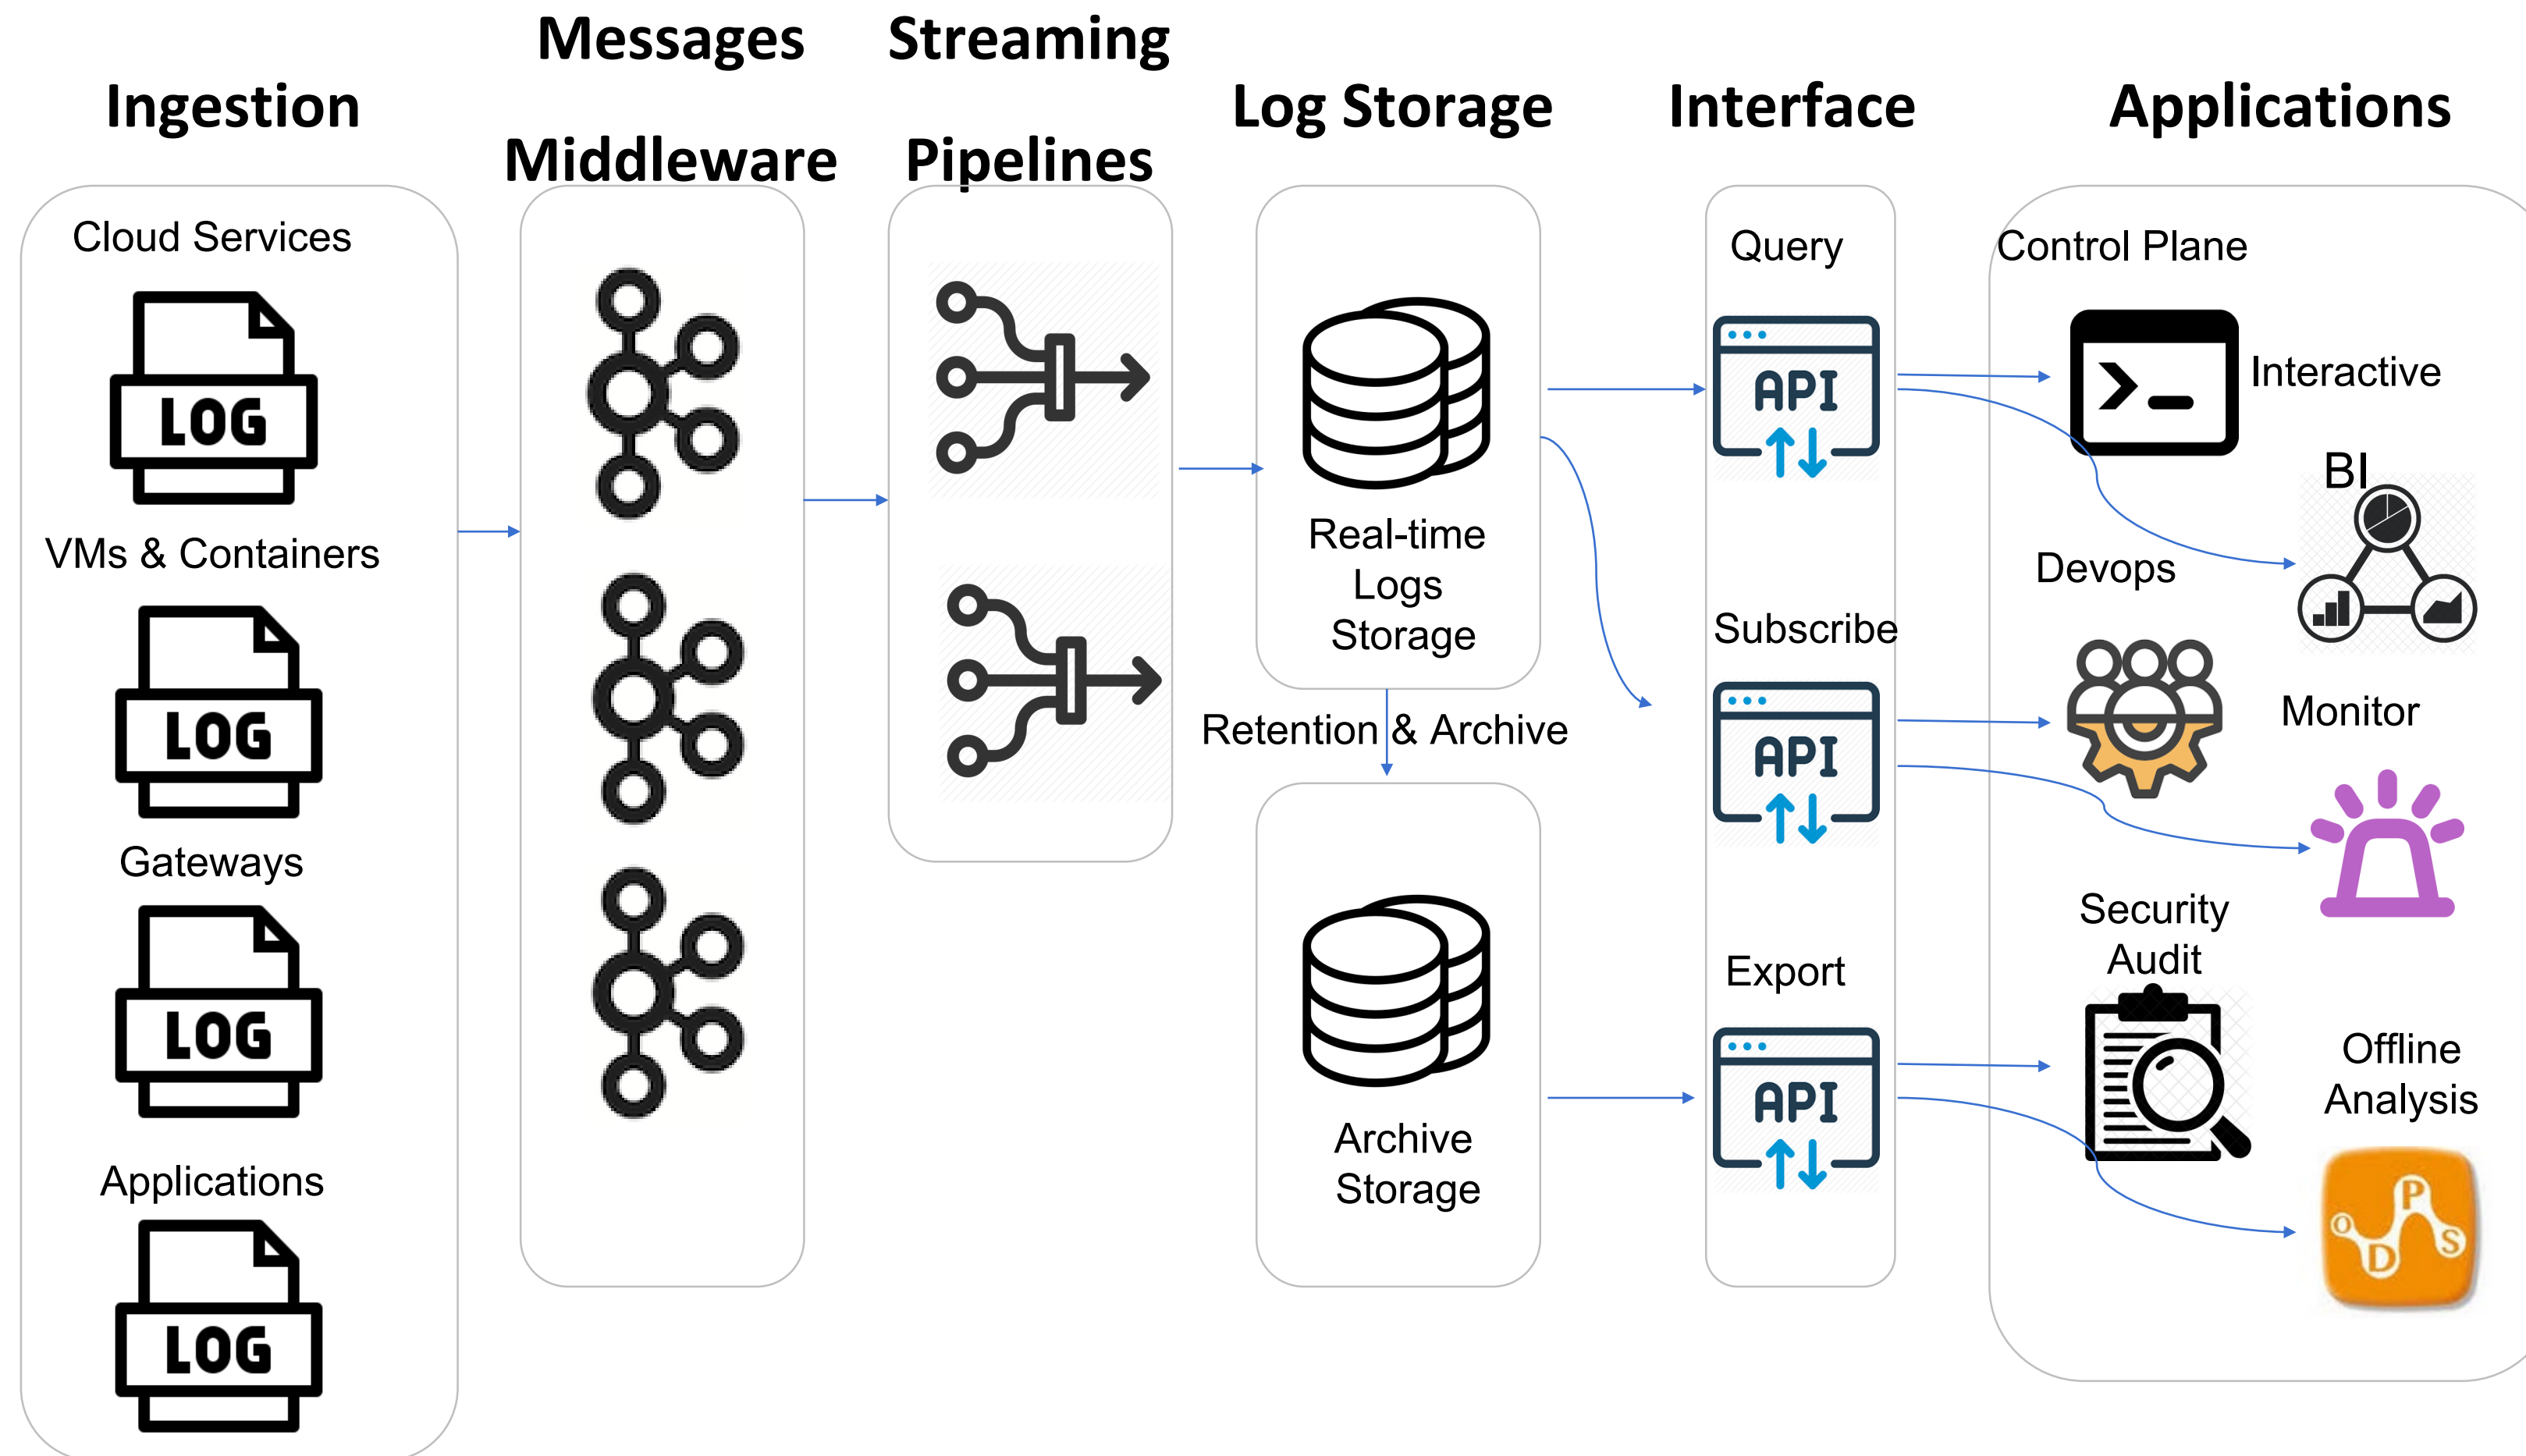 Ingestion
Messages
Middleware
Streaming
Pipelines
Log Storage
Interface
Applications
Cloud Services
LOG
VMs & Containers
LOG
Gateways
LOG
Applications
LOG
Real-time
Logs
Storage
Retention & Archive
Archive
Storage
Query
API
Subscribe
API
Export
API
Control Plane
Interactive
BI
Devops
Monitor
Security
Audit
Offline
Analysis
O D P S